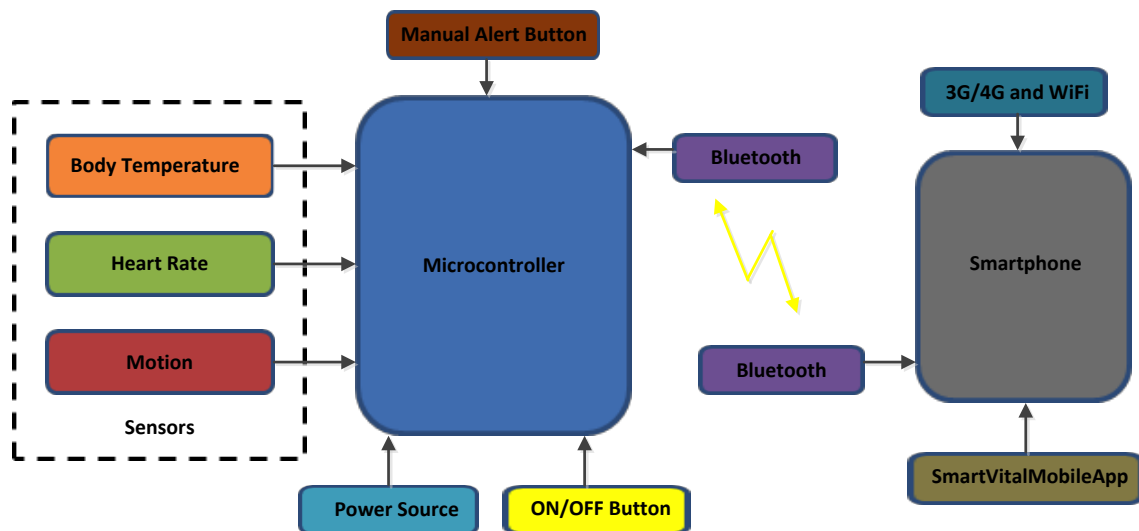 Manual Alert Button
3G/4G and WiFi
Body Temperature
Bluetooth
Heart Rate
Microcontroller
Smartphone
Motion
Bluetooth
Sensors
SmartVitalMobileApp
Power Source
ON/OFF Button